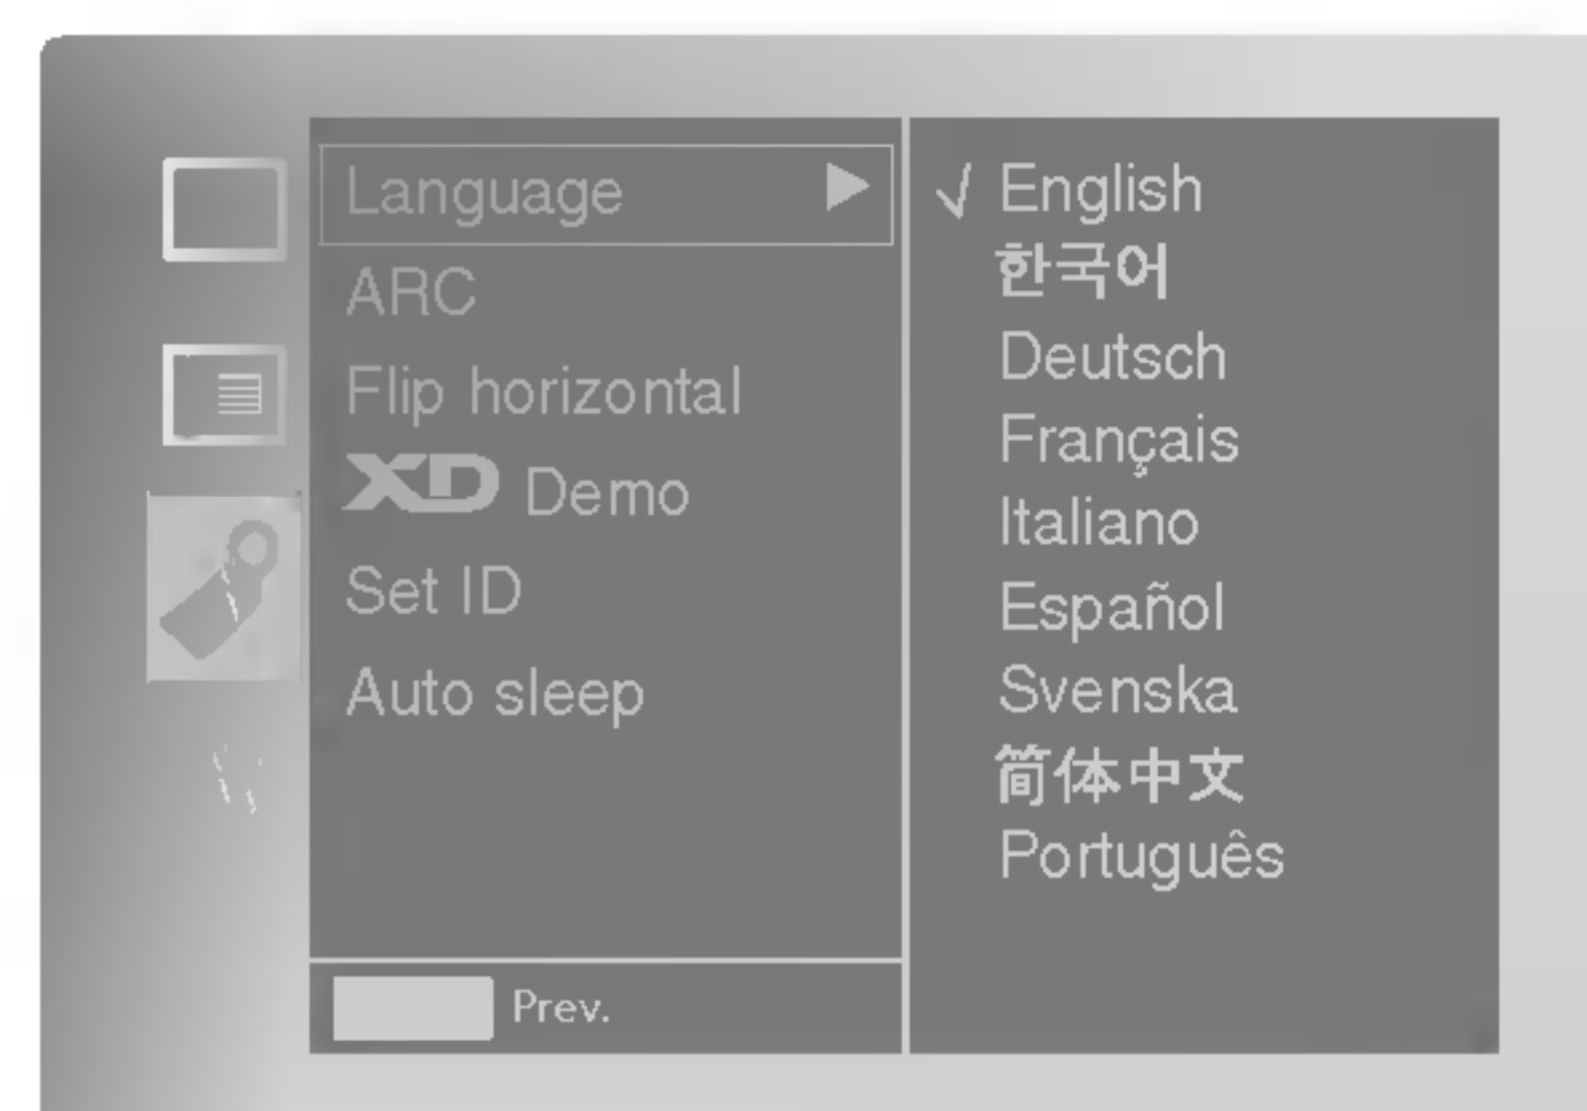 Language
ARC
Flip horizontal
XD Demo
Set ID
Auto sleep
Prev.
√ English
한국어
Deutsch
Français
Italiano
Español
Svenska
简体中文
Português